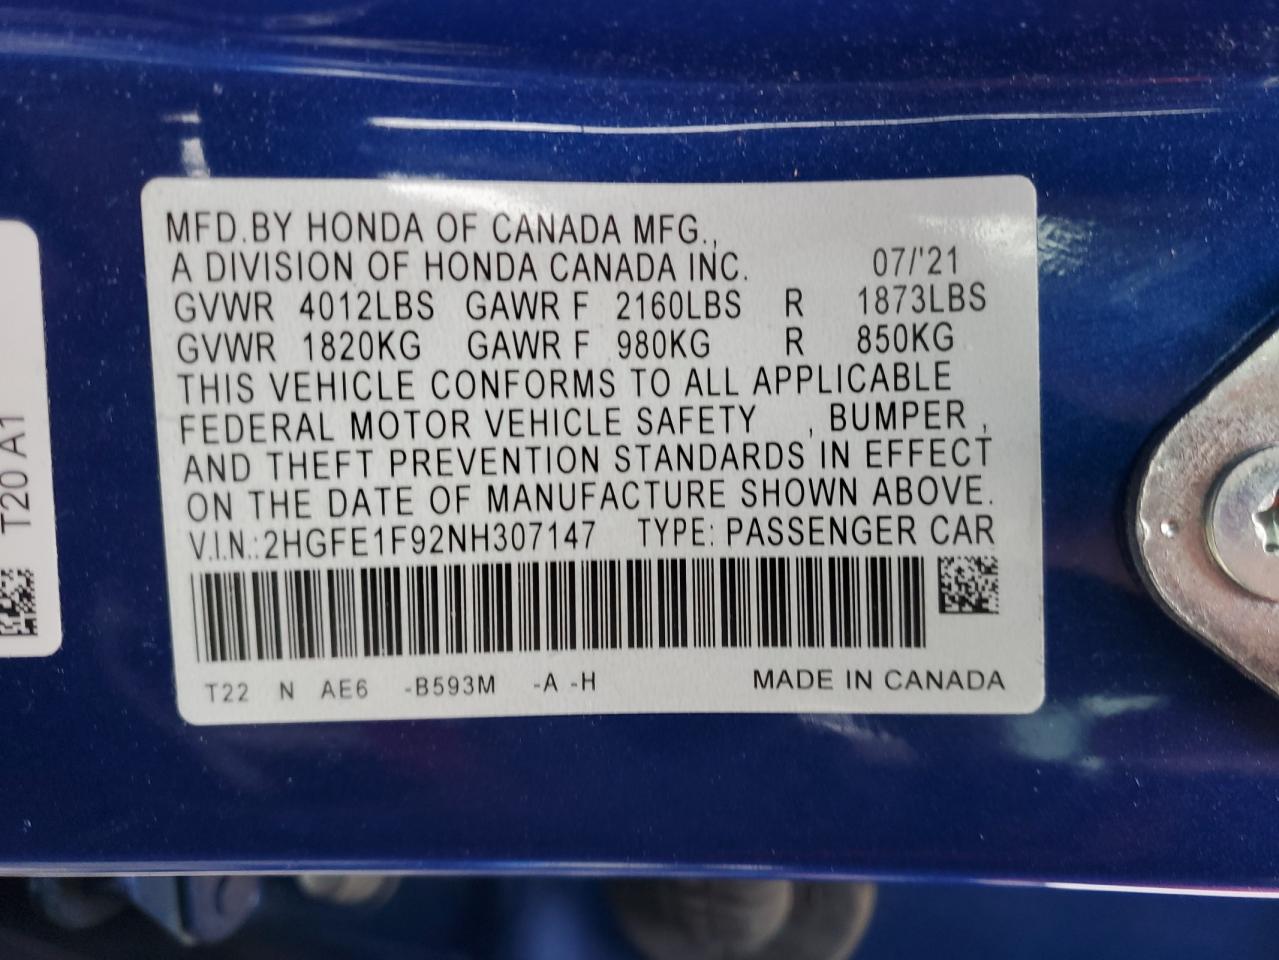 MFD.BY HONDA OF CANADA MFG.,
A DIVISION OF HONDA CANADA INC. 07/'21
GVWR 4012LBS GAWR F 2160LBS R 1873LBS
GVWR 1820KG GAWR F 980KG R 850KG
THIS VEHICLE CONFORMS TO ALL APPLICABLE
FEDERAL MOTOR VEHICLE SAFETY , BUMPER ,
AND THEFT PREVENTION STANDARDS IN EFFECT
ON THE DATE OF MANUFACTURE SHOWN ABOVE.
V.I.N.:2HGFE1F92NH307147 TYPE: PASSENGER CAR
T22 N AE6 -B593M -A -H MADE IN CANADA
T20 A1